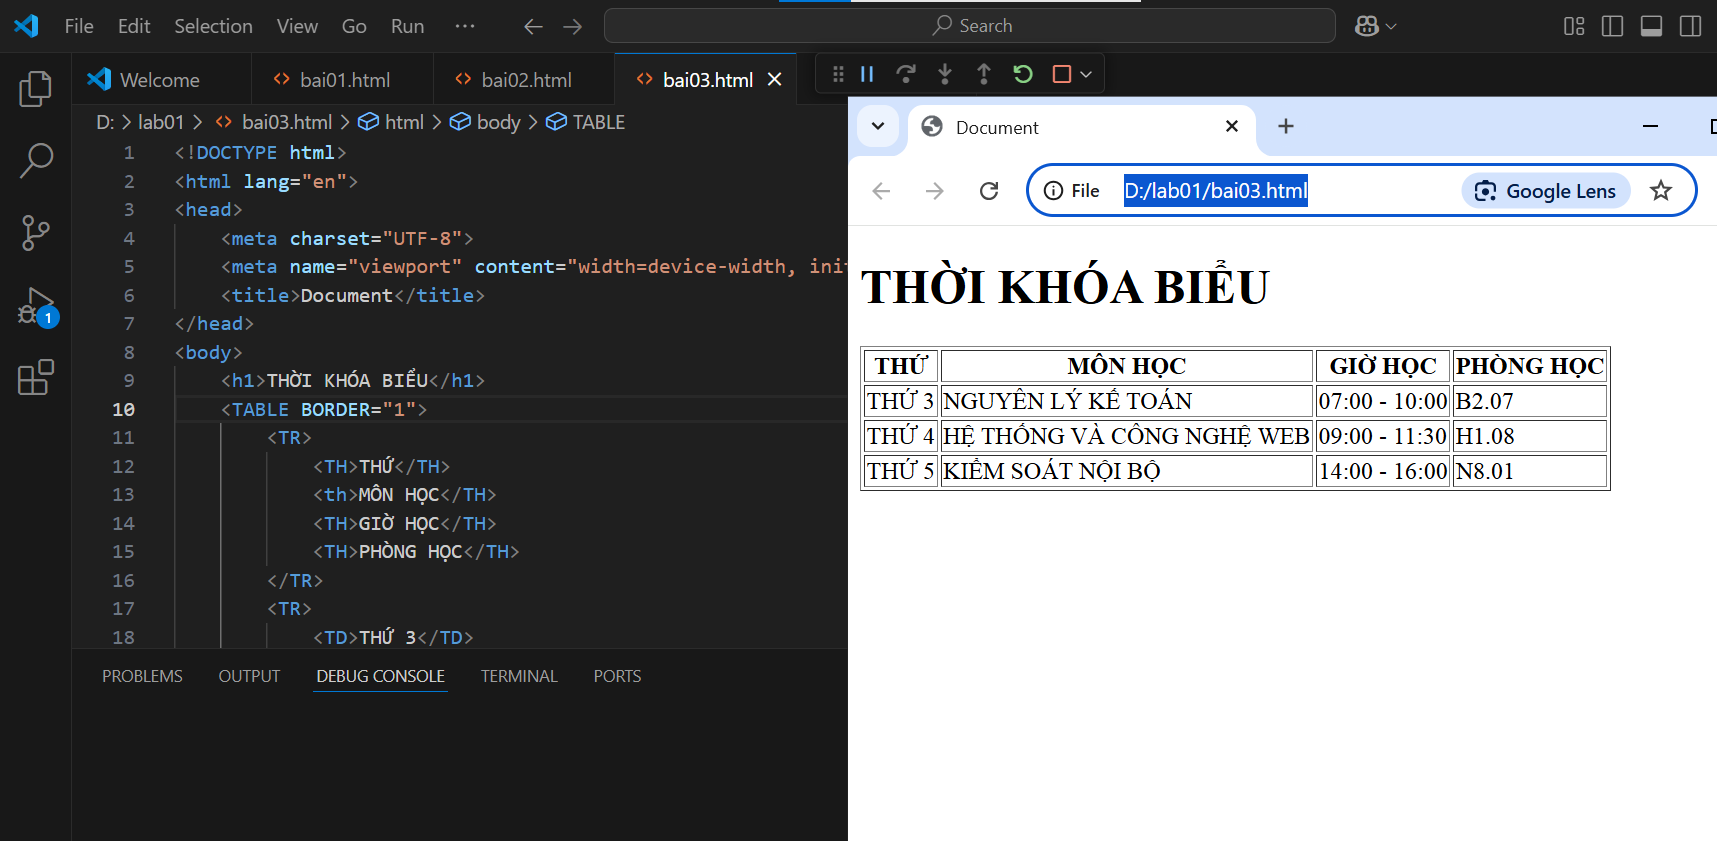 File Edit Selection View Go Run ··· Search
Welcome bai01.html bai02.html bai03.html
D: > lab01 > bai03.html > html > body > TABLE
1 <!DOCTYPE html>
2 <html lang="en">
3 <head>
4 <meta charset="UTF-8">
5 <meta name="viewport" content="width=device-width, init
6 <title>Document</title>
7 </head>
8 <body>
9 <h1>THỜI KHÓA BIỂU</h1>
10 <TABLE BORDER="1">
11 <TR>
12 <TH>THỨ</TH>
13 <th>MÔN HỌC</TH>
14 <TH>GIỜ HỌC</TH>
15 <TH>PHÒNG HỌC</TH>
16 </TR>
17 <TR>
18 <TD>THỨ 3</TD>
1
PROBLEMS OUTPUT DEBUG CONSOLE TERMINAL PORTS
Document
File D:/lab01/bai03.html Google Lens
THỜI KHÓA BIỂU
THỨ MÔN HỌC GIỜ HỌC PHÒNG HỌC
THỨ 3 NGUYÊN LÝ KẾ TOÁN 07:00 - 10:00 B2.07
THỨ 4 HỆ THỐNG VÀ CÔNG NGHỆ WEB 09:00 - 11:30 H1.08
THỨ 5 KIỂM SOÁT NỘI BỘ 14:00 - 16:00 N8.01